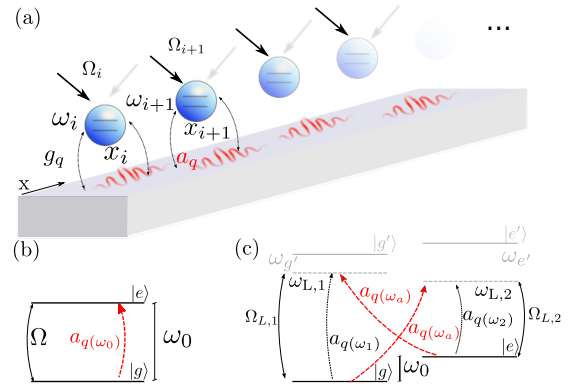 (a)
Ω_i
Ω_{i+1}
...
ω_i
ω_{i+1}
x_i
x_{i+1}
g_q
a_q
x
(b)
|e⟩
Ω
a_{q(ω_0)}
ω_0
|g⟩
(c)
|g′⟩
|e′⟩
ω_{g′}
ω_{e′}
ω_{L,1}
ω_{L,2}
Ω_{L,1}
a_{q(ω_a)}
a_{q(ω_1)}
a_{q(ω_a)}
a_{q(ω_2)}
Ω_{L,2}
|e⟩
|g⟩
ω_0